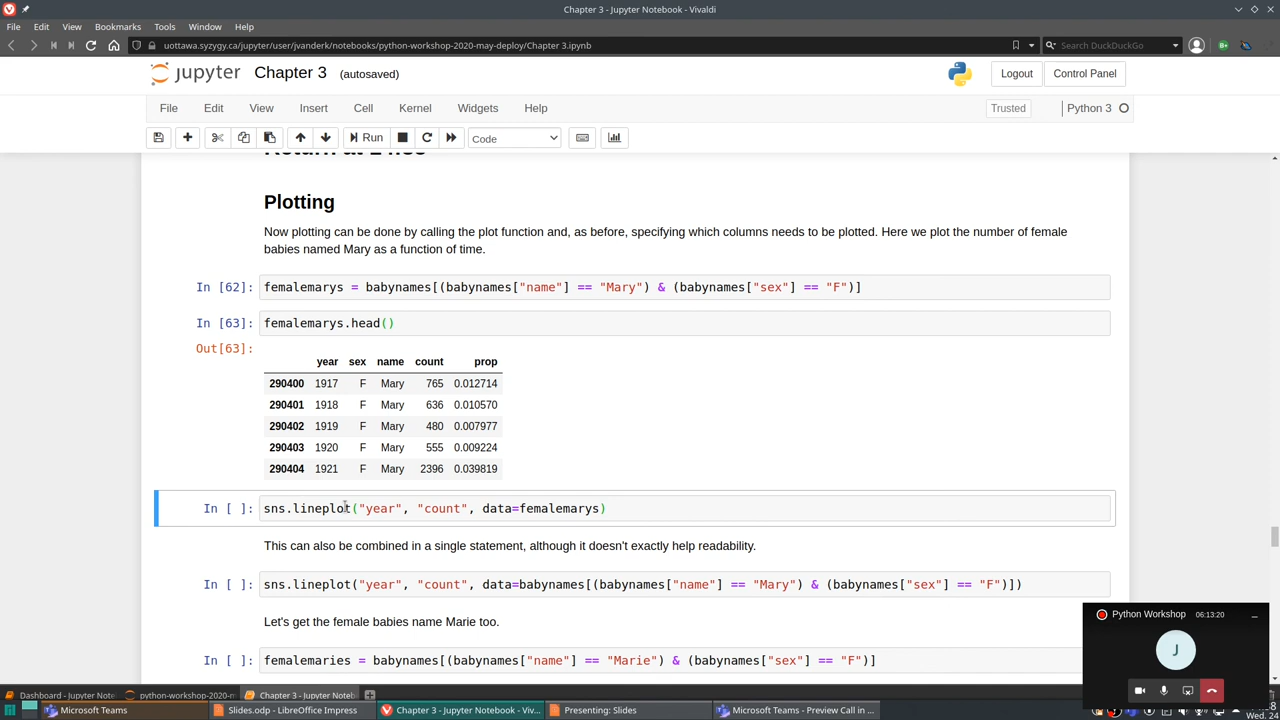 Chapter 3 - Jupyter Notebook - Vivaldi
File Edit View Bookmarks Tools Window Help
uottawa.syzygy.ca/jupyter/user/jvanderk/notebooks/python-workshop-2020-may-deploy/Chapter 3.ipynb
Search DuckDuckGo
jupyter Chapter 3 (autosaved)
Logout Control Panel
File Edit View Insert Cell Kernel Widgets Help
Trusted Python 3
Run Code
Plotting
Now plotting can be done by calling the plot function and, as before, specifying which columns needs to be plotted. Here we plot the number of female
babies named Mary as a function of time.
In [62]: femalemarys = babynames[(babynames["name"] == "Mary") & (babynames["sex"] == "F")]
In [63]: femalemarys.head()
Out[63]:
year sex name count prop
290400 1917 F Mary 765 0.012714
290401 1918 F Mary 636 0.010570
290402 1919 F Mary 480 0.007977
290403 1920 F Mary 555 0.009224
290404 1921 F Mary 2396 0.039819
In [ ]: sns.lineplot("year", "count", data=femalemarys)
This can also be combined in a single statement, although it doesn't exactly help readability.
In [ ]: sns.lineplot("year", "count", data=babynames[(babynames["name"] == "Mary") & (babynames["sex"] == "F")])
Let's get the female babies name Marie too.
In [ ]: femalemaries = babynames[(babynames["name"] == "Marie") & (babynames["sex"] == "F")]
Python Workshop 06:13:20
J
Dashboard - Jupyter Note python-workshop-2020-m Chapter 3 - Jupyter Noteb
Microsoft Teams Slides.odp - LibreOffice Impress Chapter 3 - Jupyter Notebook - Viv... Presenting: Slides Microsoft Teams - Preview Call in ...